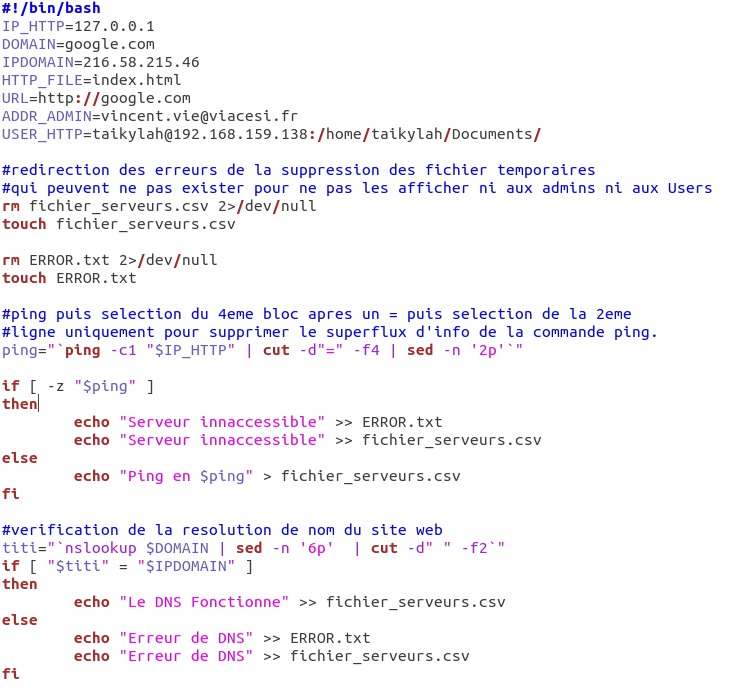 #!/bin/bash
IP_HTTP=127.0.0.1
DOMAIN=google.com
IPDOMAIN=216.58.215.46
HTTP_FILE=index.html
URL=http://google.com
ADDR_ADMIN=vincent.vie@viacesi.fr
USER_HTTP=taikylah@192.168.159.138:/home/taikylah/Documents/

#redirection des erreurs de la suppression des fichier temporaires
#qui peuvent ne pas exister pour ne pas les afficher ni aux admins ni aux Users
rm fichier_serveurs.csv 2>/dev/null
touch fichier_serveurs.csv

rm ERROR.txt 2>/dev/null
touch ERROR.txt

#ping puis selection du 4eme bloc apres un = puis selection de la 2eme
#ligne uniquement pour supprimer le superflux d'info de la commande ping.
ping="`ping -c1 "$IP_HTTP" | cut -d"=" -f4 | sed -n '2p'`"

if [ -z "$ping" ]
then
        echo "Serveur innaccessible" >> ERROR.txt
        echo "Serveur innaccessible" >> fichier_serveurs.csv
else
        echo "Ping en $ping" > fichier_serveurs.csv
fi

#verification de la resolution de nom du site web
titi="`nslookup $DOMAIN | sed -n '6p'  | cut -d" " -f2`"
if [ "$titi" = "$IPDOMAIN" ]
then
        echo "Le DNS Fonctionne" >> fichier_serveurs.csv
else
        echo "Erreur de DNS" >> ERROR.txt
        echo "Erreur de DNS" >> fichier_serveurs.csv
fi